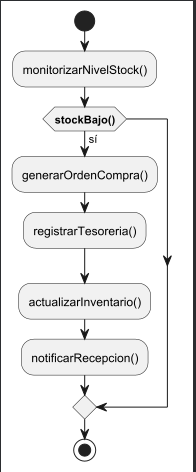 monitorizarNivelStock()
stockBajo()
sí
generarOrdenCompra()
registrarTesoreria()
actualizarInventario()
notificarRecepcion()